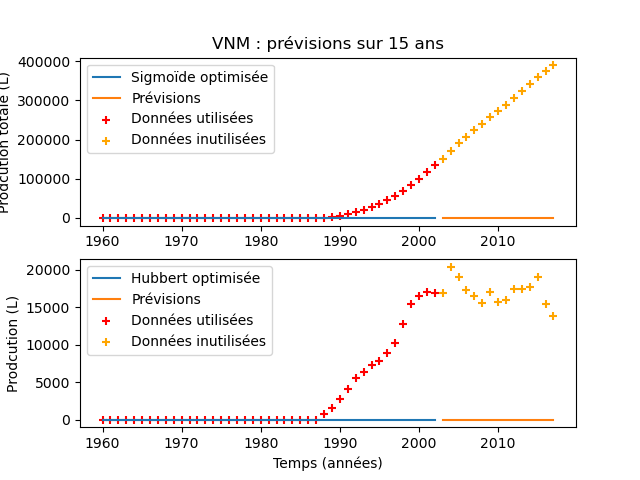 VNM : prévisions sur 15 ans
Prodcution totale (L)
400000
300000
200000
100000
0
Sigmoïde optimisée
Prévisions
Données utilisées
Données inutilisées
1960 1970 1980 1990 2000 2010
Prodcution (L)
20000
15000
10000
5000
0
Hubbert optimisée
Prévisions
Données utilisées
Données inutilisées
1960 1970 1980 1990 2000 2010
Temps (années)